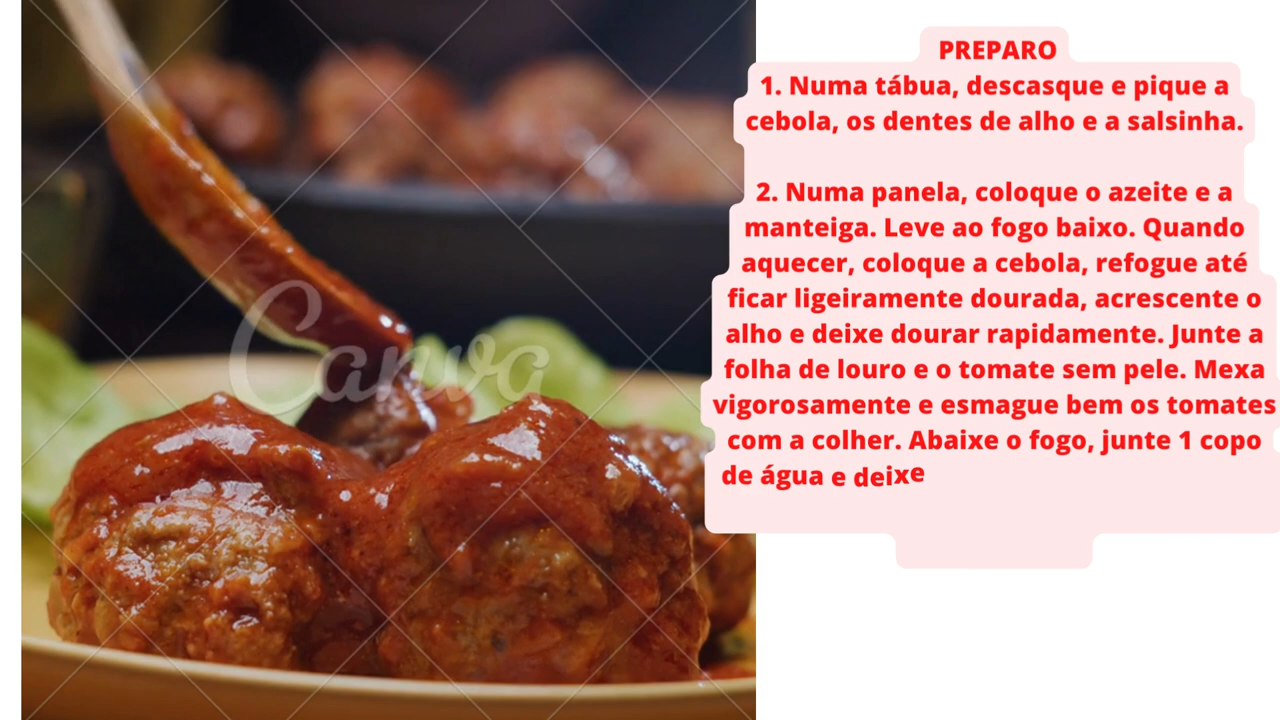 PREPARO
1. Numa tábua, descasque e pique a
cebola, os dentes de alho e a salsinha.
2. Numa panela, coloque o azeite e a
manteiga. Leve ao fogo baixo. Quando
aquecer, coloque a cebola, refogue até
ficar ligeiramente dourada, acrescente o
alho e deixe dourar rapidamente. Junte a
folha de louro e o tomate sem pele. Mexa
vigorosamente e esmague bem os tomates
com a colher. Abaixe o fogo, junte 1 copo
de água e deixe
Canva